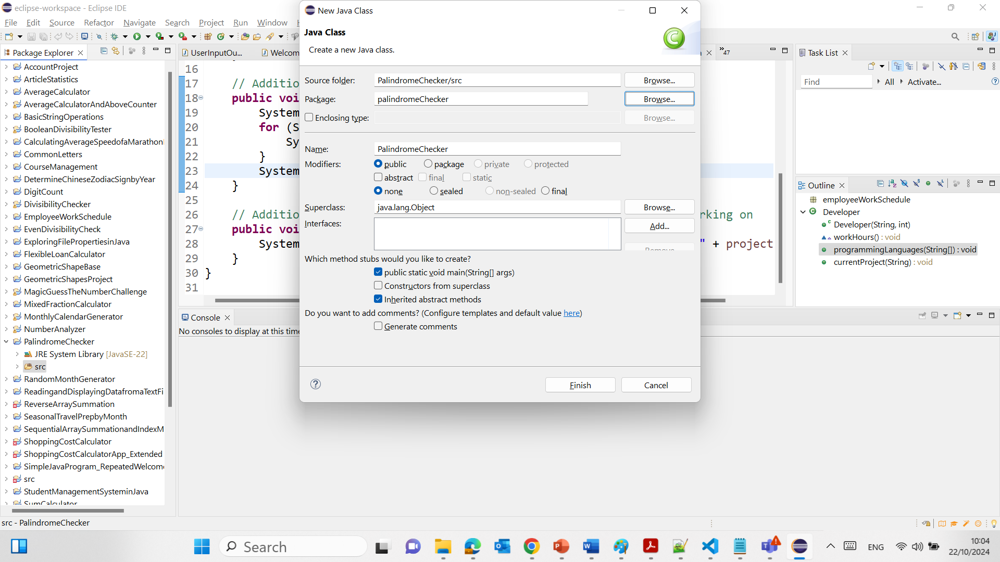 eclipse-workspace - Eclipse IDE
File Edit Source Refactor Navigate Search Project Run Window
Package Explorer
AccountProject
ArticleStatistics
AverageCalculator
AverageCalculatorAndAboveCounter
BasicStringOperations
BooleanDivisibilityTester
CalculatingAverageSpeedofaMarathon
CommonLetters
CourseManagement
DetermineChineseZodiacSignbyYear
DigitCount
DivisibilityChecker
EmployeeWorkSchedule
EvenDivisibilityCheck
ExploringFilePropertiesinJava
FlexibleLoanCalculator
GeometricShapeBase
GeometricShapesProject
MagicGuessTheNumberChallenge
MixedFractionCalculator
MonthlyCalendarGenerator
NumberAnalyzer
PalindromeChecker
JRE System Library [JavaSE-22]
src
RandomMonthGenerator
ReadingandDisplayingDatafromaTextFi
ReverseArraySummation
SeasonalTravelPrepbyMonth
SequentialArraySummationandIndexM
ShoppingCostCalculator
ShoppingCostCalculatorApp_Extended
SimpleJavaProgram_RepeatedWelcome
src
StudentManagementSysteminJava
SumCalculator
src - PalindromeChecker
UserInputOu... Welcom
47
16
17 // Additio
18 public voi
19 System
20 for (S
21 Sy
22 }
23 System
24 }
25
26 // Additio rking on
27 public voi
28 System " + project
29 }
30 }
31
Console
No consoles to display at this time
New Java Class
Java Class
Create a new Java class.
Source folder: PalindromeChecker/src Browse...
Package: palindromeChecker Browse...
Enclosing type: Browse...
Name: PalindromeChecker
Modifiers: public package private protected
abstract final static
none sealed non-sealed final
Superclass: java.lang.Object Browse...
Interfaces: Add...
Remove
Which method stubs would you like to create?
public static void main(String[] args)
Constructors from superclass
Inherited abstract methods
Do you want to add comments? (Configure templates and default value here)
Generate comments
Finish Cancel
Task List
Find All Activate...
Outline
employeeWorkSchedule
Developer
Developer(String, int)
workHours() : void
programmingLanguages(String[]) : void
currentProject(String) : void
Search
ENG
10:04
22/10/2024